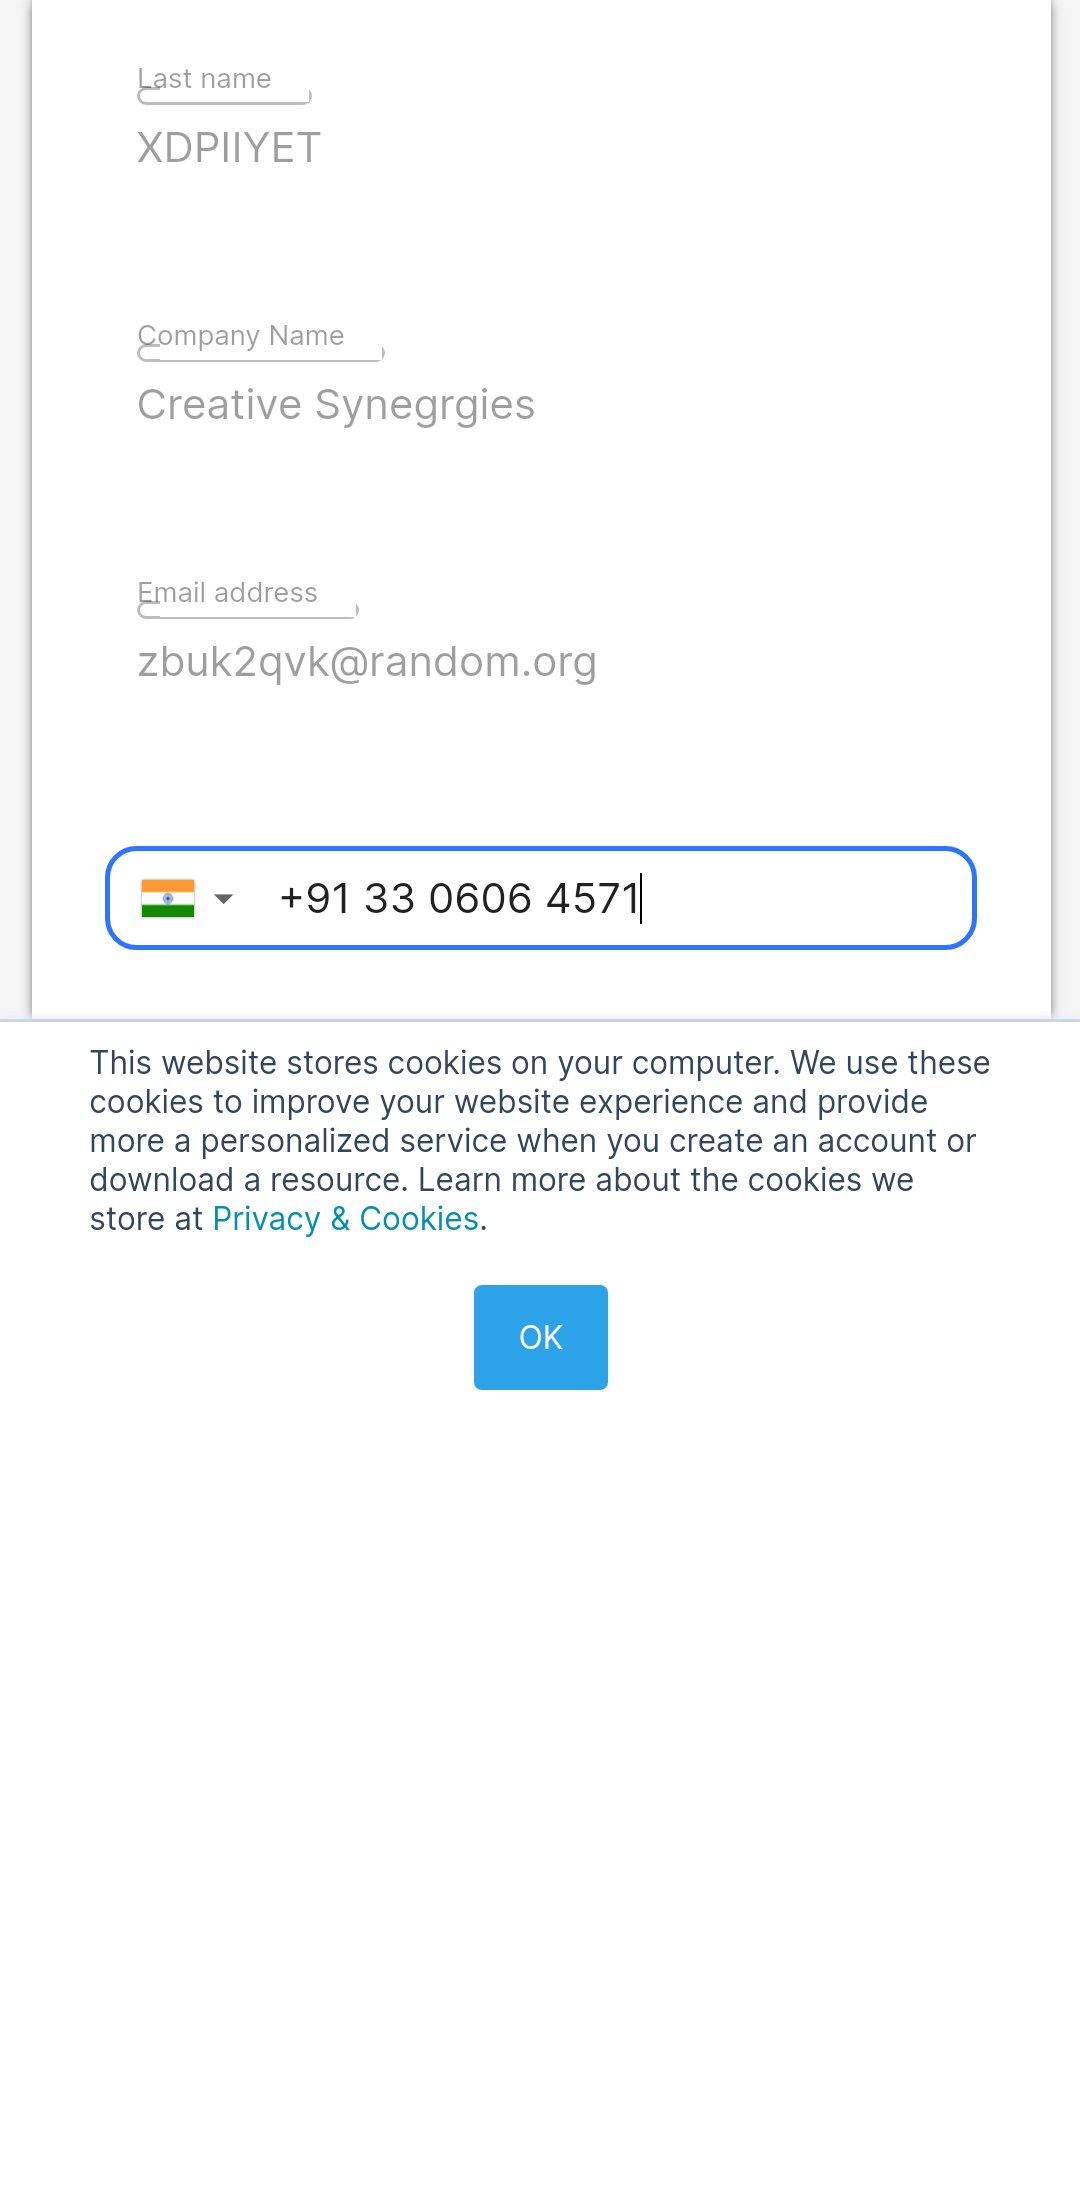 Last name
XDPIIYET
Company Name
Creative Synegrgies
Email address
zbuk2qvk@random.org
+91 33 0606 4571
This website stores cookies on your computer. We use these
cookies to improve your website experience and provide
more a personalized service when you create an account or
download a resource. Learn more about the cookies we
store at Privacy & Cookies.
OK